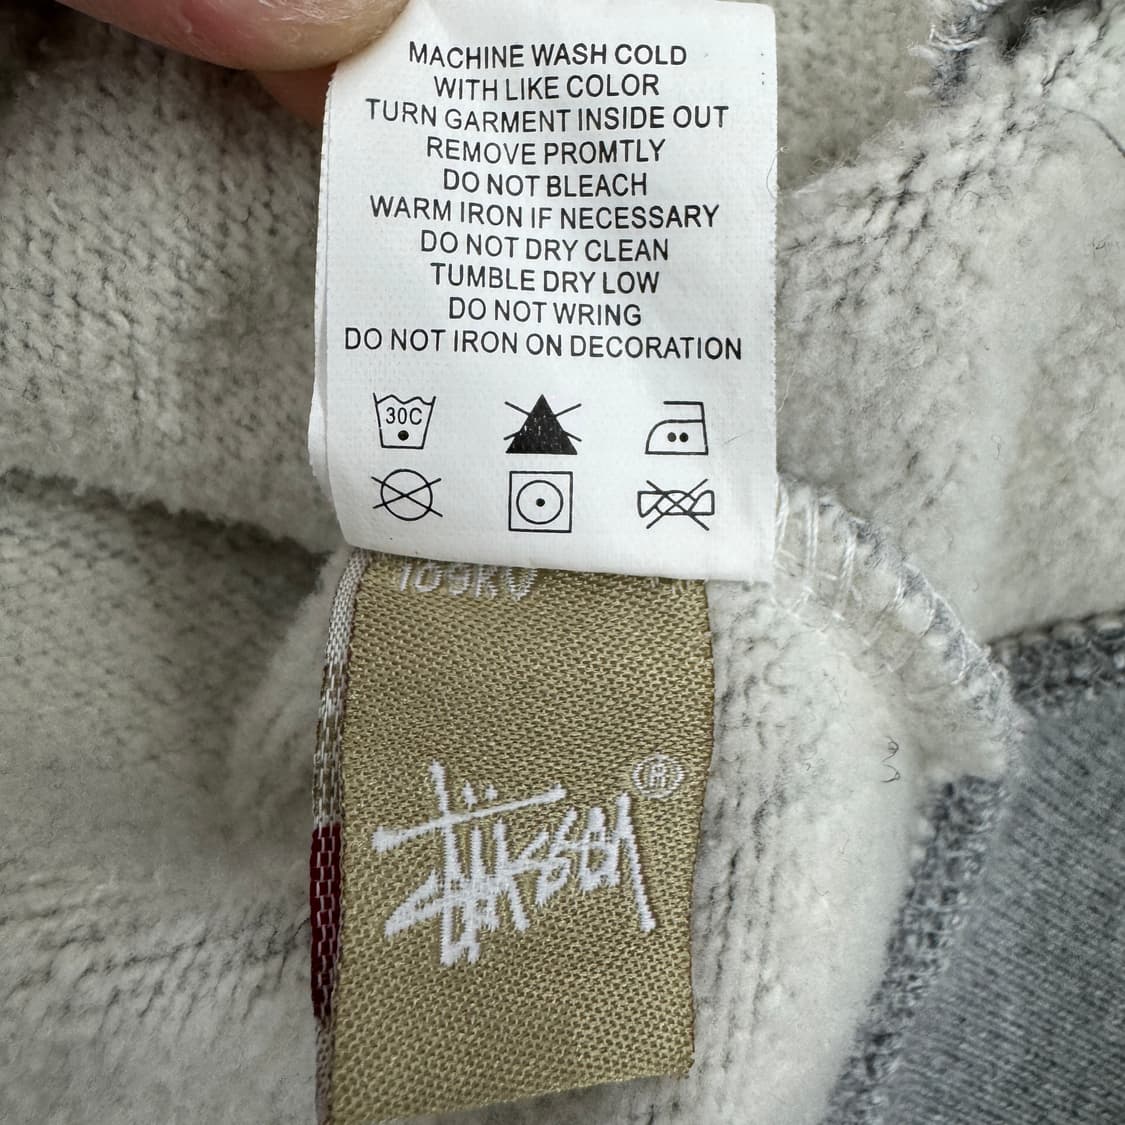 MACHINE WASH COLD
WITH LIKE COLOR
TURN GARMENT INSIDE OUT
REMOVE PROMTLY
DO NOT BLEACH
WARM IRON IF NECESSARY
DO NOT DRY CLEAN
TUMBLE DRY LOW
DO NOT WRING
DO NOT IRON ON DECORATION
30C
Stüssy ®